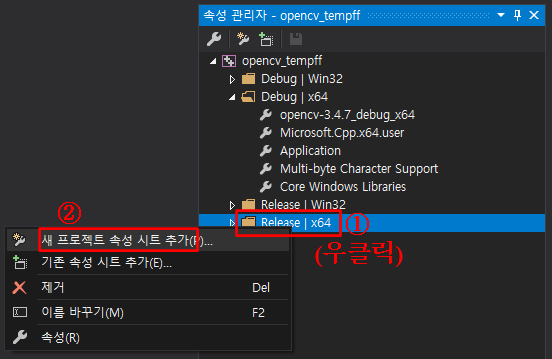 속성 관리자 - opencv_tempff
opencv_tempff
Debug | Win32
Debug | x64
opencv-3.4.7_debug_x64
Microsoft.Cpp.x64.user
Application
Multi-byte Character Support
Core Windows Libraries
Release | Win32
Release | x64 ①
(우클릭)
②
새 프로젝트 속성 시트 추가(P)...
기존 속성 시트 추가(E)...
제거 Del
이름 바꾸기(M) F2
속성(R)